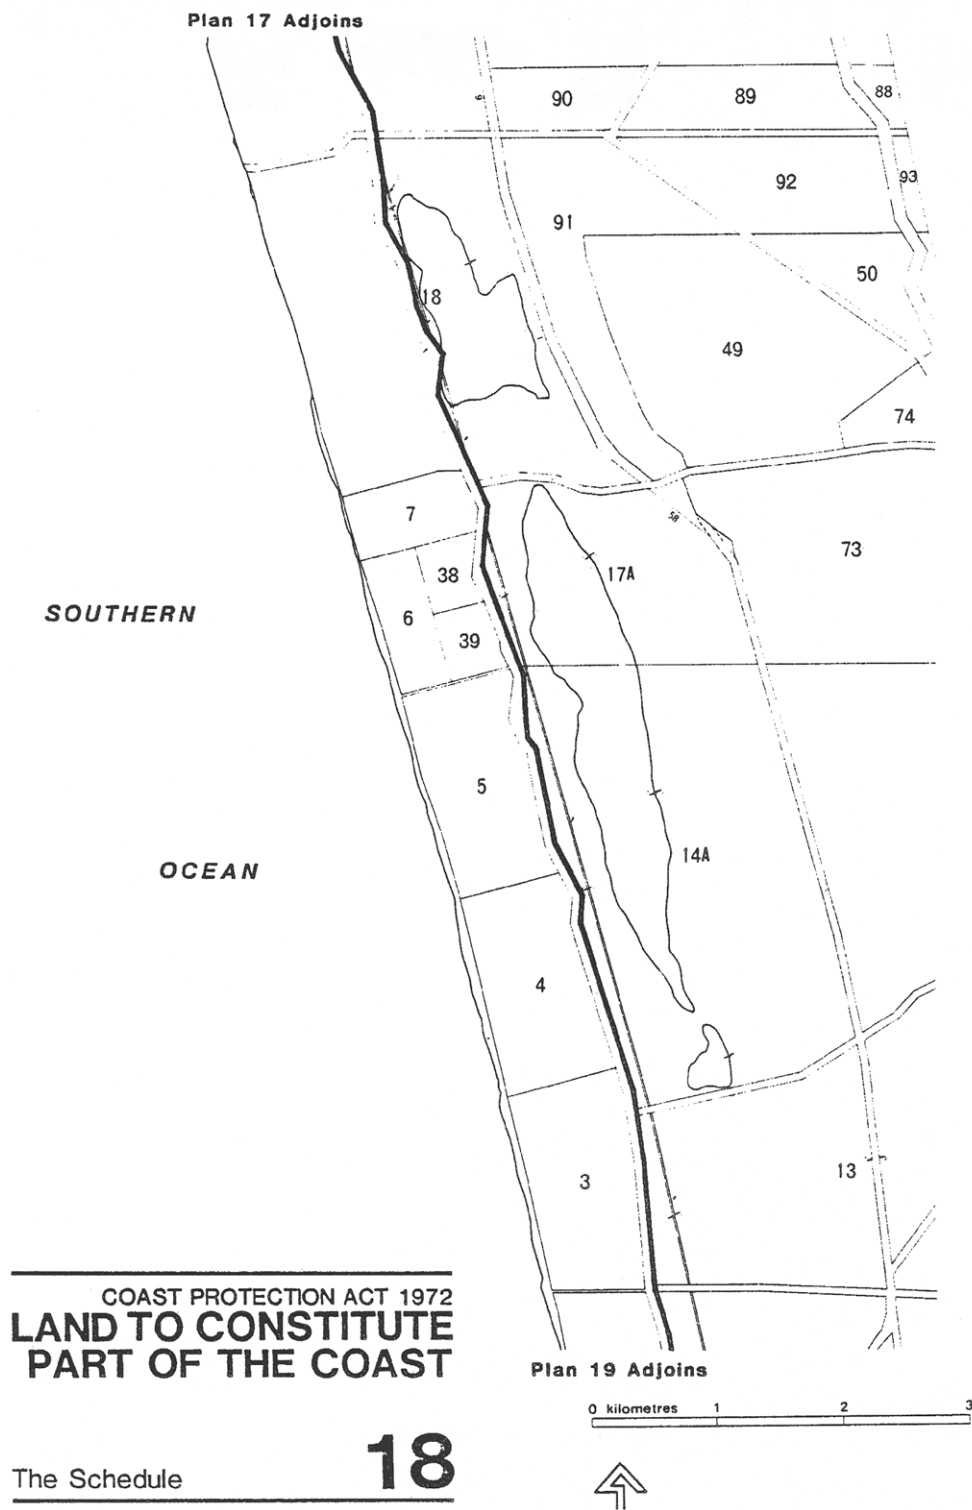 Plan 17 Adjoins
90
89
88
92
93
91
50
18
49
74
7
73
38
17A
SOUTHERN
6
39
5
14A
OCEAN
4
13
3
COAST PROTECTION ACT 1972
LAND TO CONSTITUTE
PART OF THE COAST
Plan 19 Adjoins
0 kilometres 1 2 3
The Schedule 18